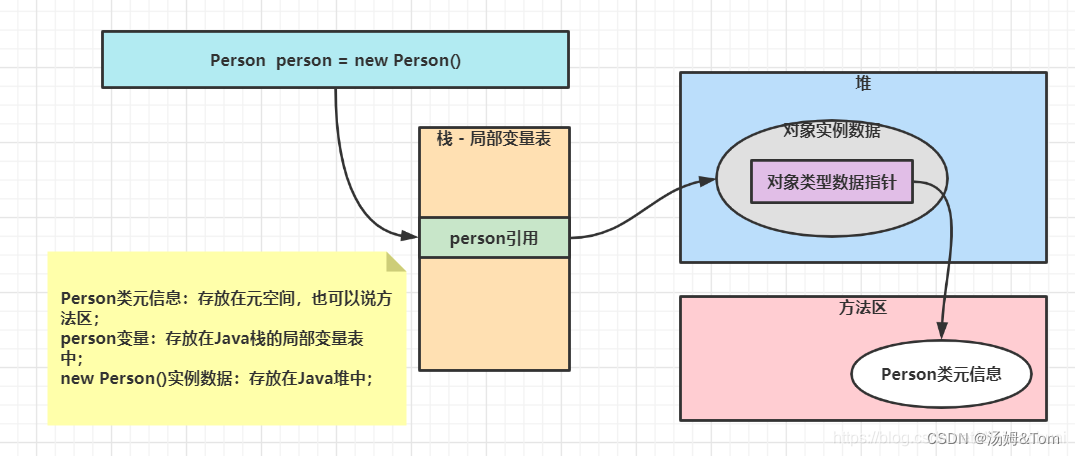 Person person = new Person()
栈 - 局部变量表
person引用
堆
对象实例数据
对象类型数据指针
方法区
Person类元信息
Person类元信息：存放在元空间，也可以说方
法区；
person变量：存放在Java栈的局部变量表
中；
new Person()实例数据：存放在Java堆中；
CSDN @汤姆&Tom